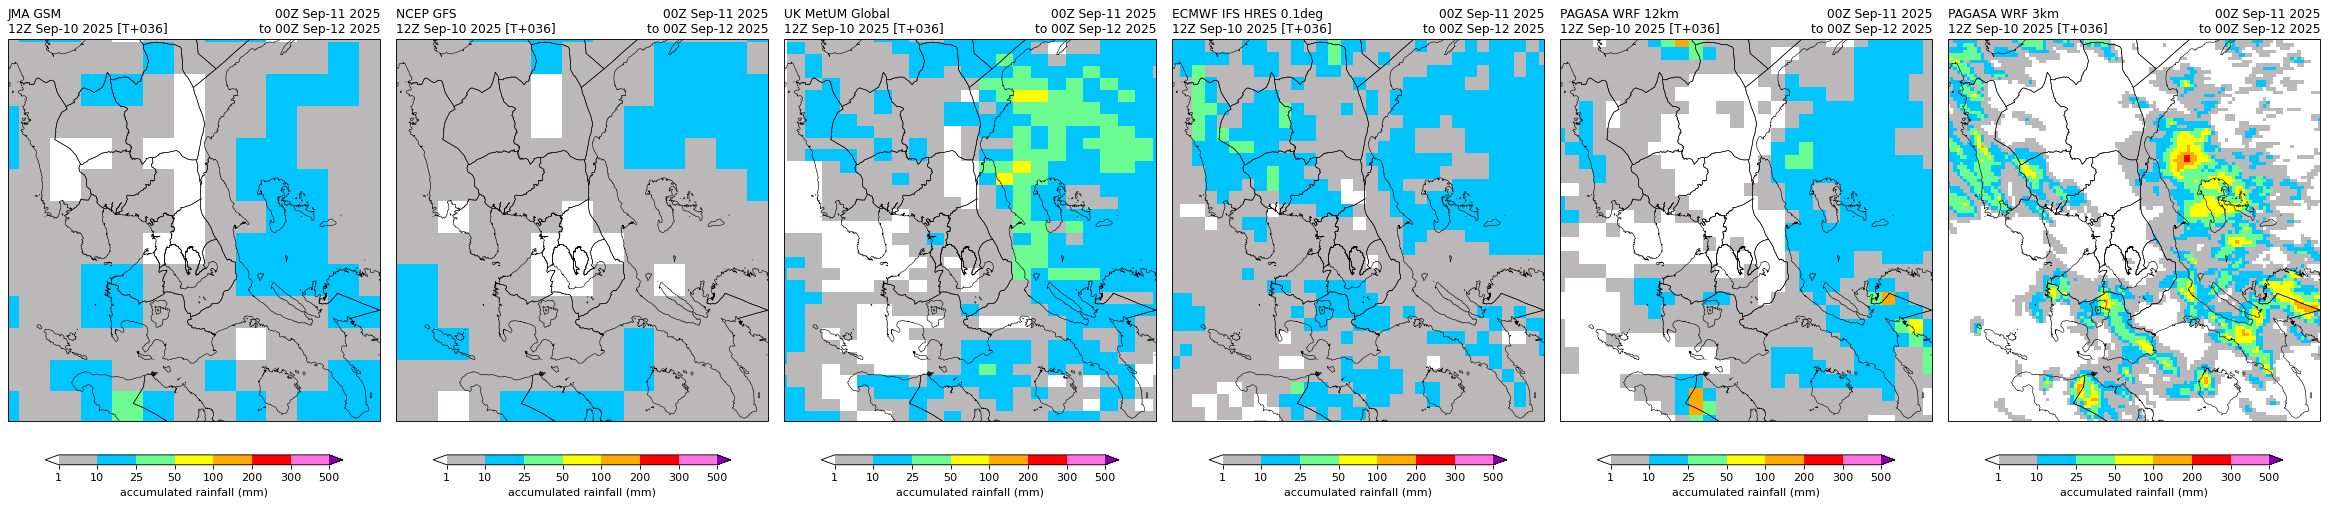 JMA GSM 00Z Sep-11 2025
12Z Sep-10 2025 [T+036] to 00Z Sep-12 2025
1 10 25 50 100 200 300 500
accumulated rainfall (mm)
NCEP GFS 00Z Sep-11 2025
12Z Sep-10 2025 [T+036] to 00Z Sep-12 2025
1 10 25 50 100 200 300 500
accumulated rainfall (mm)
UK MetUM Global 00Z Sep-11 2025
12Z Sep-10 2025 [T+036] to 00Z Sep-12 2025
1 10 25 50 100 200 300 500
accumulated rainfall (mm)
ECMWF IFS HRES 0.1deg 00Z Sep-11 2025
12Z Sep-10 2025 [T+036] to 00Z Sep-12 2025
1 10 25 50 100 200 300 500
accumulated rainfall (mm)
PAGASA WRF 12km 00Z Sep-11 2025
12Z Sep-10 2025 [T+036] to 00Z Sep-12 2025
1 10 25 50 100 200 300 500
accumulated rainfall (mm)
PAGASA WRF 3km 00Z Sep-11 2025
12Z Sep-10 2025 [T+036] to 00Z Sep-12 2025
1 10 25 50 100 200 300 500
accumulated rainfall (mm)